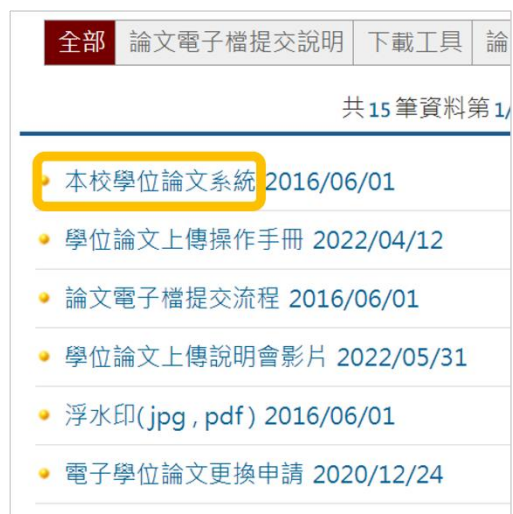 全部 論文電子檔提交說明 下載工具 論
共15筆資料第1/
本校學位論文系統 2016/06/01
學位論文上傳操作手冊 2022/04/12
論文電子檔提交流程 2016/06/01
學位論文上傳說明會影片 2022/05/31
浮水印(jpg , pdf) 2016/06/01
電子學位論文更換申請 2020/12/24